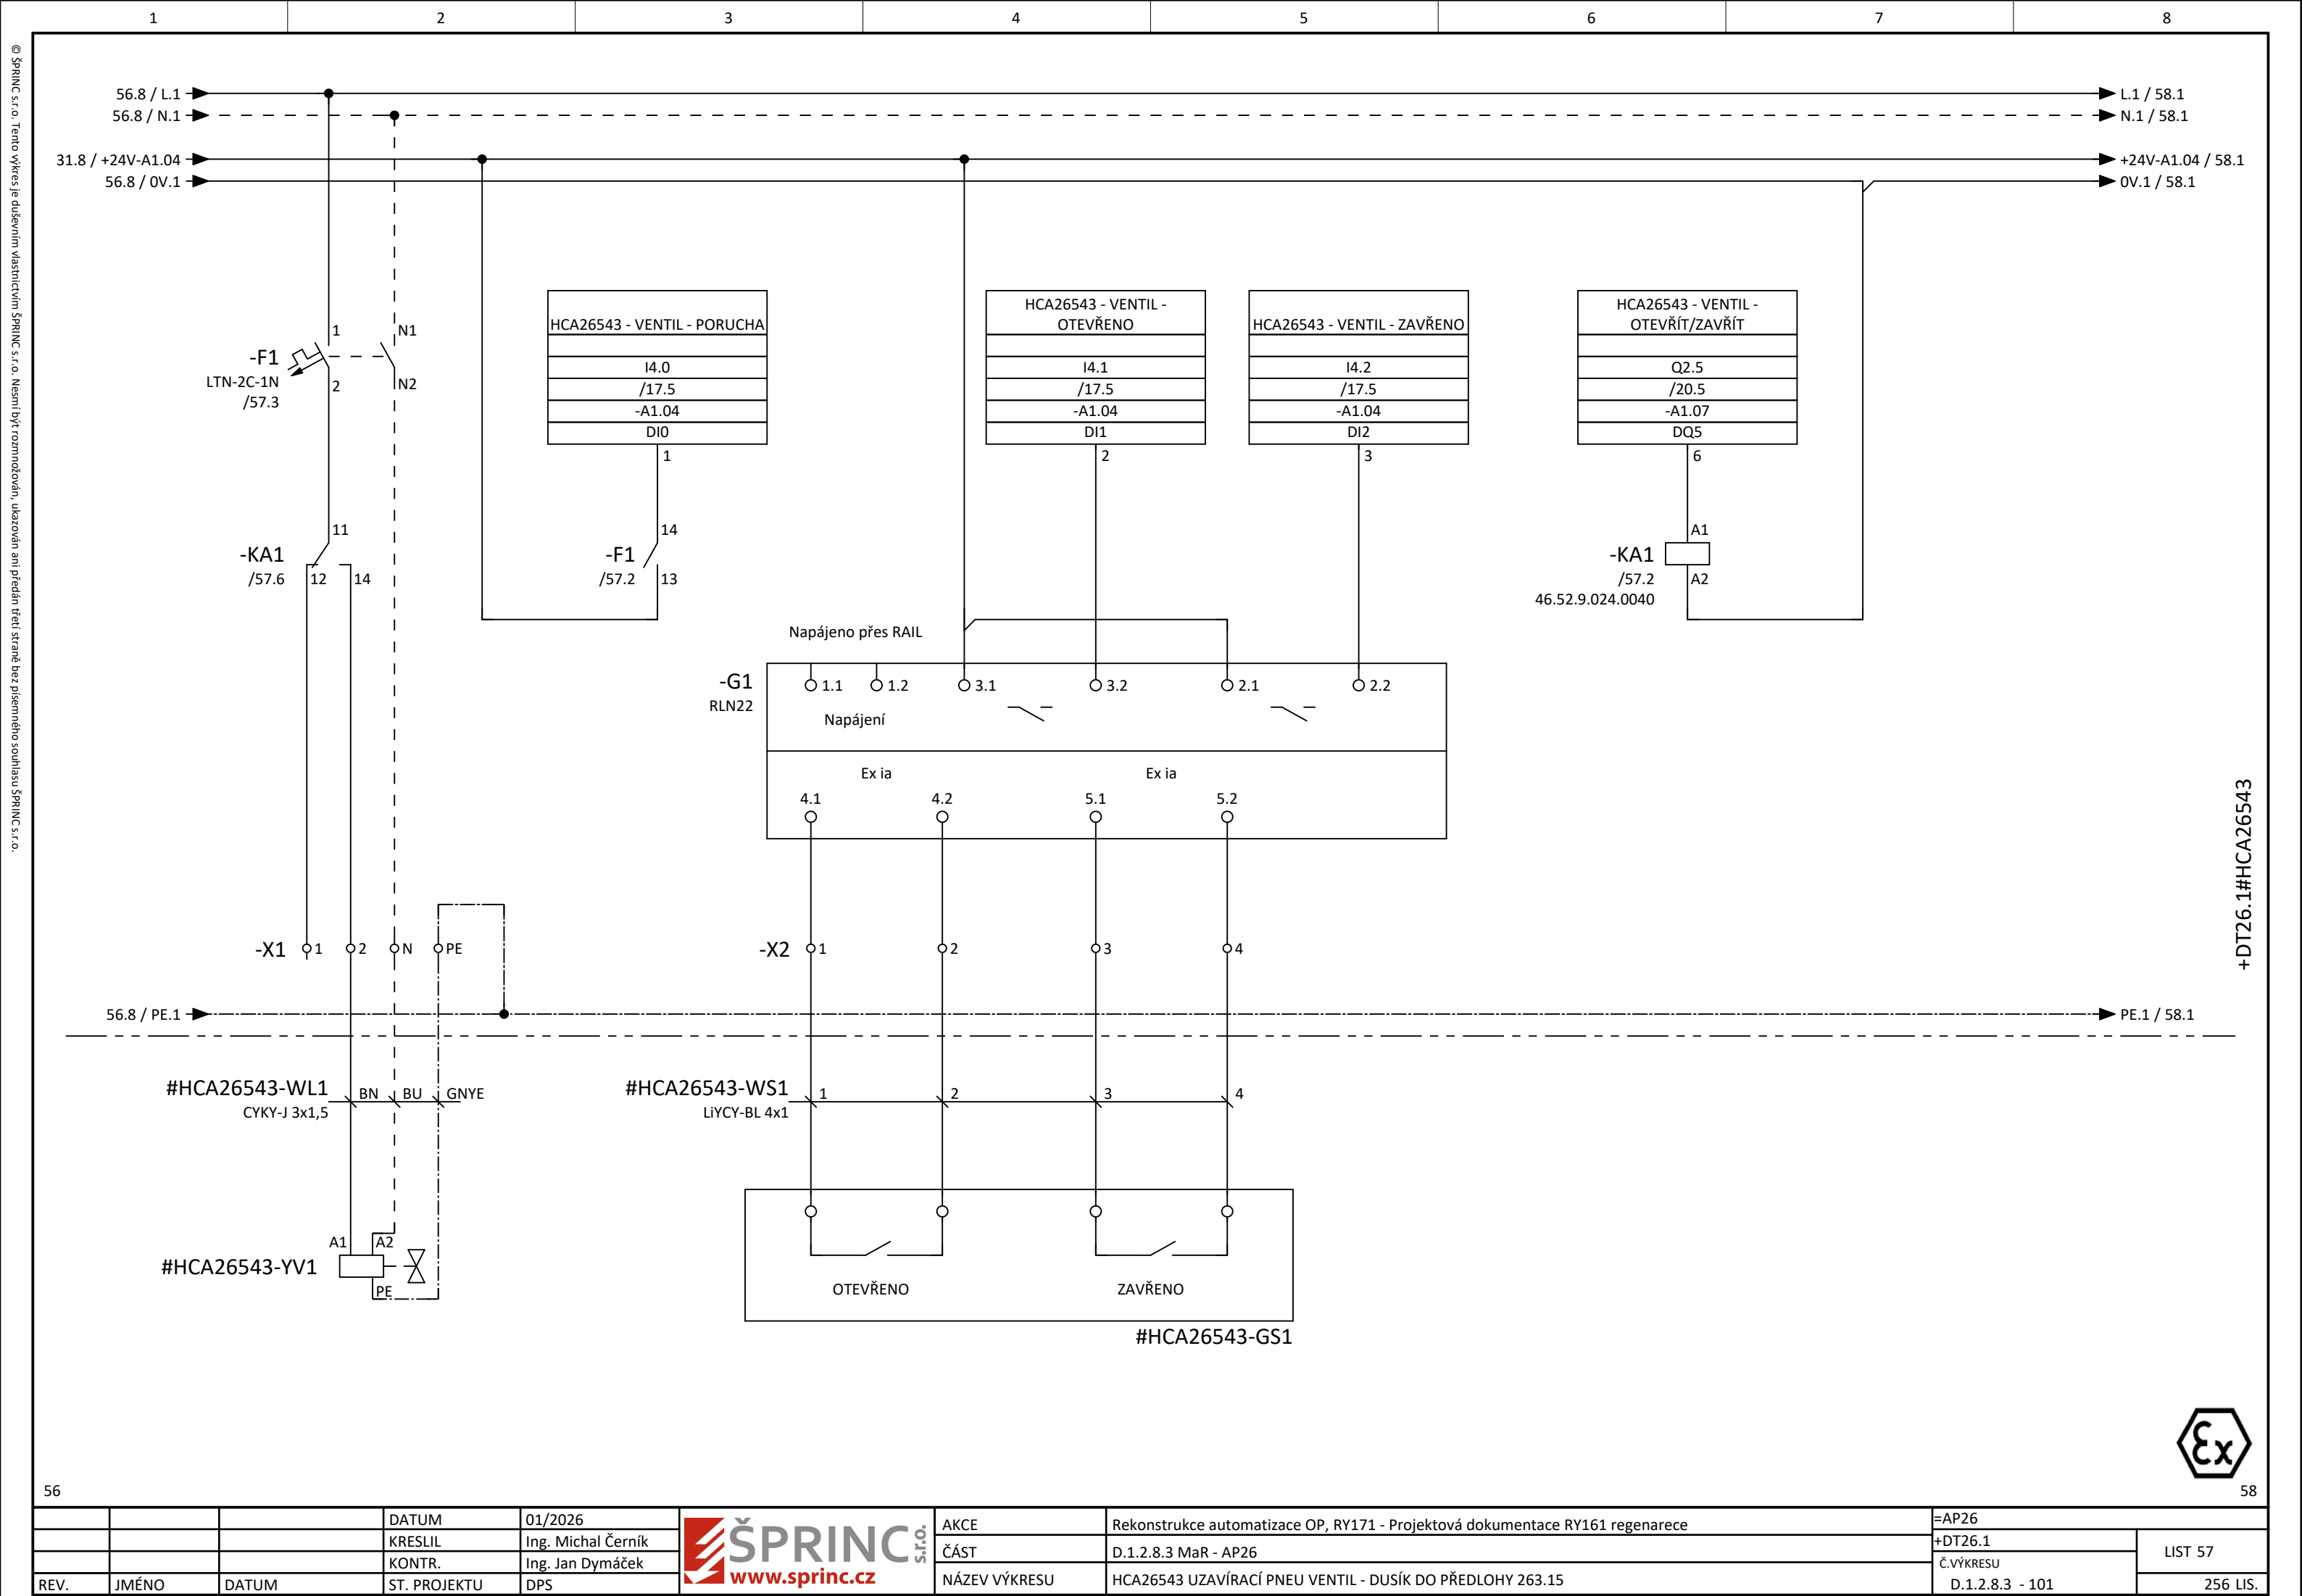 1 2 3 4 5 6 7 8
© ŠPRINC s.r.o. Tento výkres je duševním vlastnictvím ŠPRINC s.r.o. Nesmí být rozmnožován, ukazován ani předán třetí straně bez písemného souhlasu ŠPRINC s.r.o.
56.8 / L.1
L.1 / 58.1
56.8 / N.1
N.1 / 58.1
31.8 / +24V-A1.04
+24V-A1.04 / 58.1
56.8 / 0V.1
0V.1 / 58.1
HCA26543 - VENTIL - PORUCHA
I4.0
/17.5
-A1.04
DI0
1
HCA26543 - VENTIL -
OTEVŘENO
I4.1
/17.5
-A1.04
DI1
2
HCA26543 - VENTIL - ZAVŘENO
I4.2
/17.5
-A1.04
DI2
3
HCA26543 - VENTIL -
OTEVŘÍT/ZAVŘÍT
Q2.5
/20.5
-A1.07
DQ5
6
1 N1
-F1
LTN-2C-1N
/57.3
2 N2
11
-KA1
/57.6
12 14
14
-F1
/57.2
13
A1
-KA1
/57.2
A2
46.52.9.024.0040
Napájeno přes RAIL
-G1
RLN22
1.1 1.2 3.1 3.2 2.1 2.2
Napájení
Ex ia Ex ia
4.1 4.2 5.1 5.2
-X1 1 2 N PE
-X2 1 2 3 4
56.8 / PE.1
PE.1 / 58.1
#HCA26543-WL1
CYKY-J 3x1,5
BN BU GNYE
#HCA26543-WS1
LiYCY-BL 4x1
1 2 3 4
A1 A2
#HCA26543-YV1
PE
OTEVŘENO ZAVŘENO
#HCA26543-GS1
+DT26.1#HCA26543
Ex
56
58
REV. JMÉNO DATUM
DATUM 01/2026
KRESLIL Ing. Michal Černík
KONTR. Ing. Jan Dymáček
ST. PROJEKTU DPS
ŠPRINC s.r.o.
www.sprinc.cz
AKCE Rekonstrukce automatizace OP, RY171 - Projektová dokumentace RY161 regenarece
ČÁST D.1.2.8.3 MaR - AP26
NÁZEV VÝKRESU HCA26543 UZAVÍRACÍ PNEU VENTIL - DUSÍK DO PŘEDLOHY 263.15
=AP26
+DT26.1
Č.VÝKRESU
D.1.2.8.3 - 101
LIST 57
256 LIS.